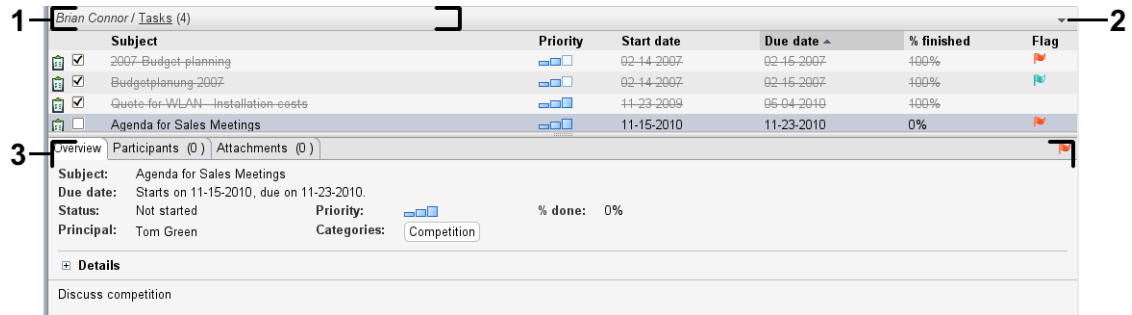 1 Brian Connor / Tasks (4) 2
Subject Priority Start date Due date % finished Flag
2007 Budget planning 02-14-2007 02-15-2007 100%
Budgetplanung 2007 02-14-2007 02-15-2007 100%
Quote for WLAN - Installation costs 11-23-2009 05-04-2010 100%
Agenda for Sales Meetings 11-15-2010 11-23-2010 0%
3 Overview Participants (0) Attachments (0)
Subject: Agenda for Sales Meetings
Due date: Starts on 11-15-2010, due on 11-23-2010.
Status: Not started Priority: % done: 0%
Principal: Tom Green Categories: Competition
Details
Discuss competition